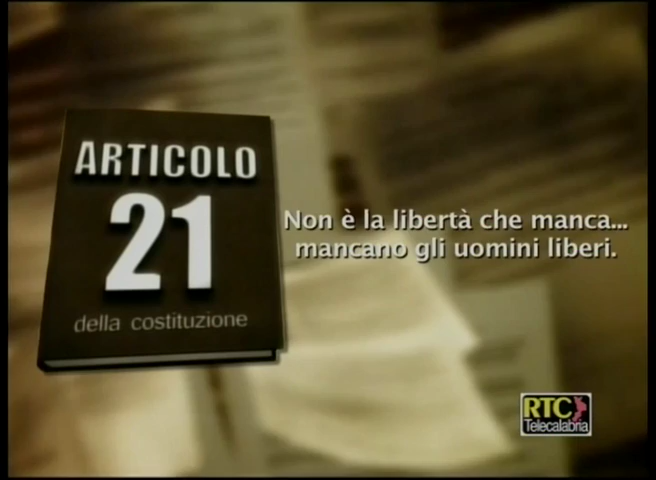 ARTICOLO
21
della costituzione
Non è la libertà che manca...
mancano gli uomini liberi.
RTC
Telecalabria